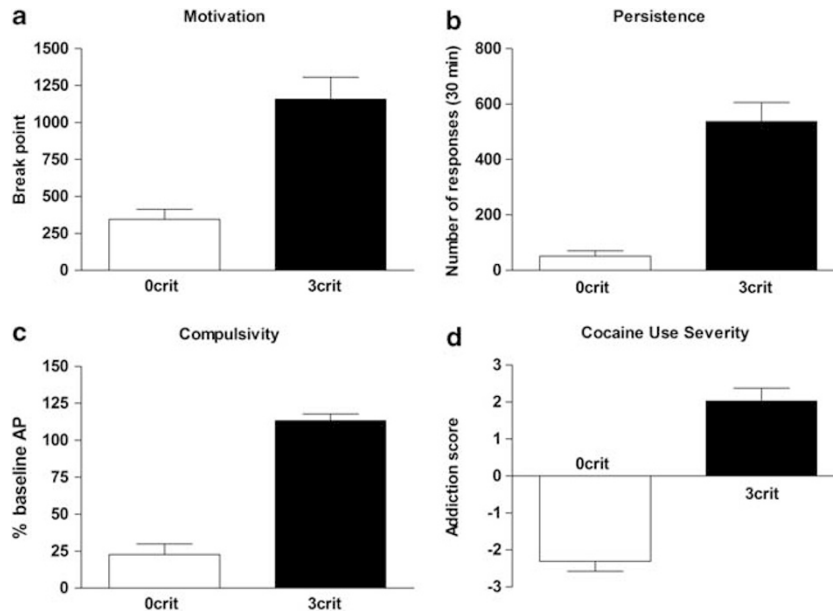 a Motivation
Break point
1500
1250
1000
750
500
250
0
0crit 3crit
b Persistence
Number of responses (30 min)
800
600
400
200
0
0crit 3crit
c Compulsivity
% baseline AP
150
125
100
75
50
25
0
0crit 3crit
d Cocaine Use Severity
Addiction score
3
2
1
0
-1
-2
-3
0crit
3crit